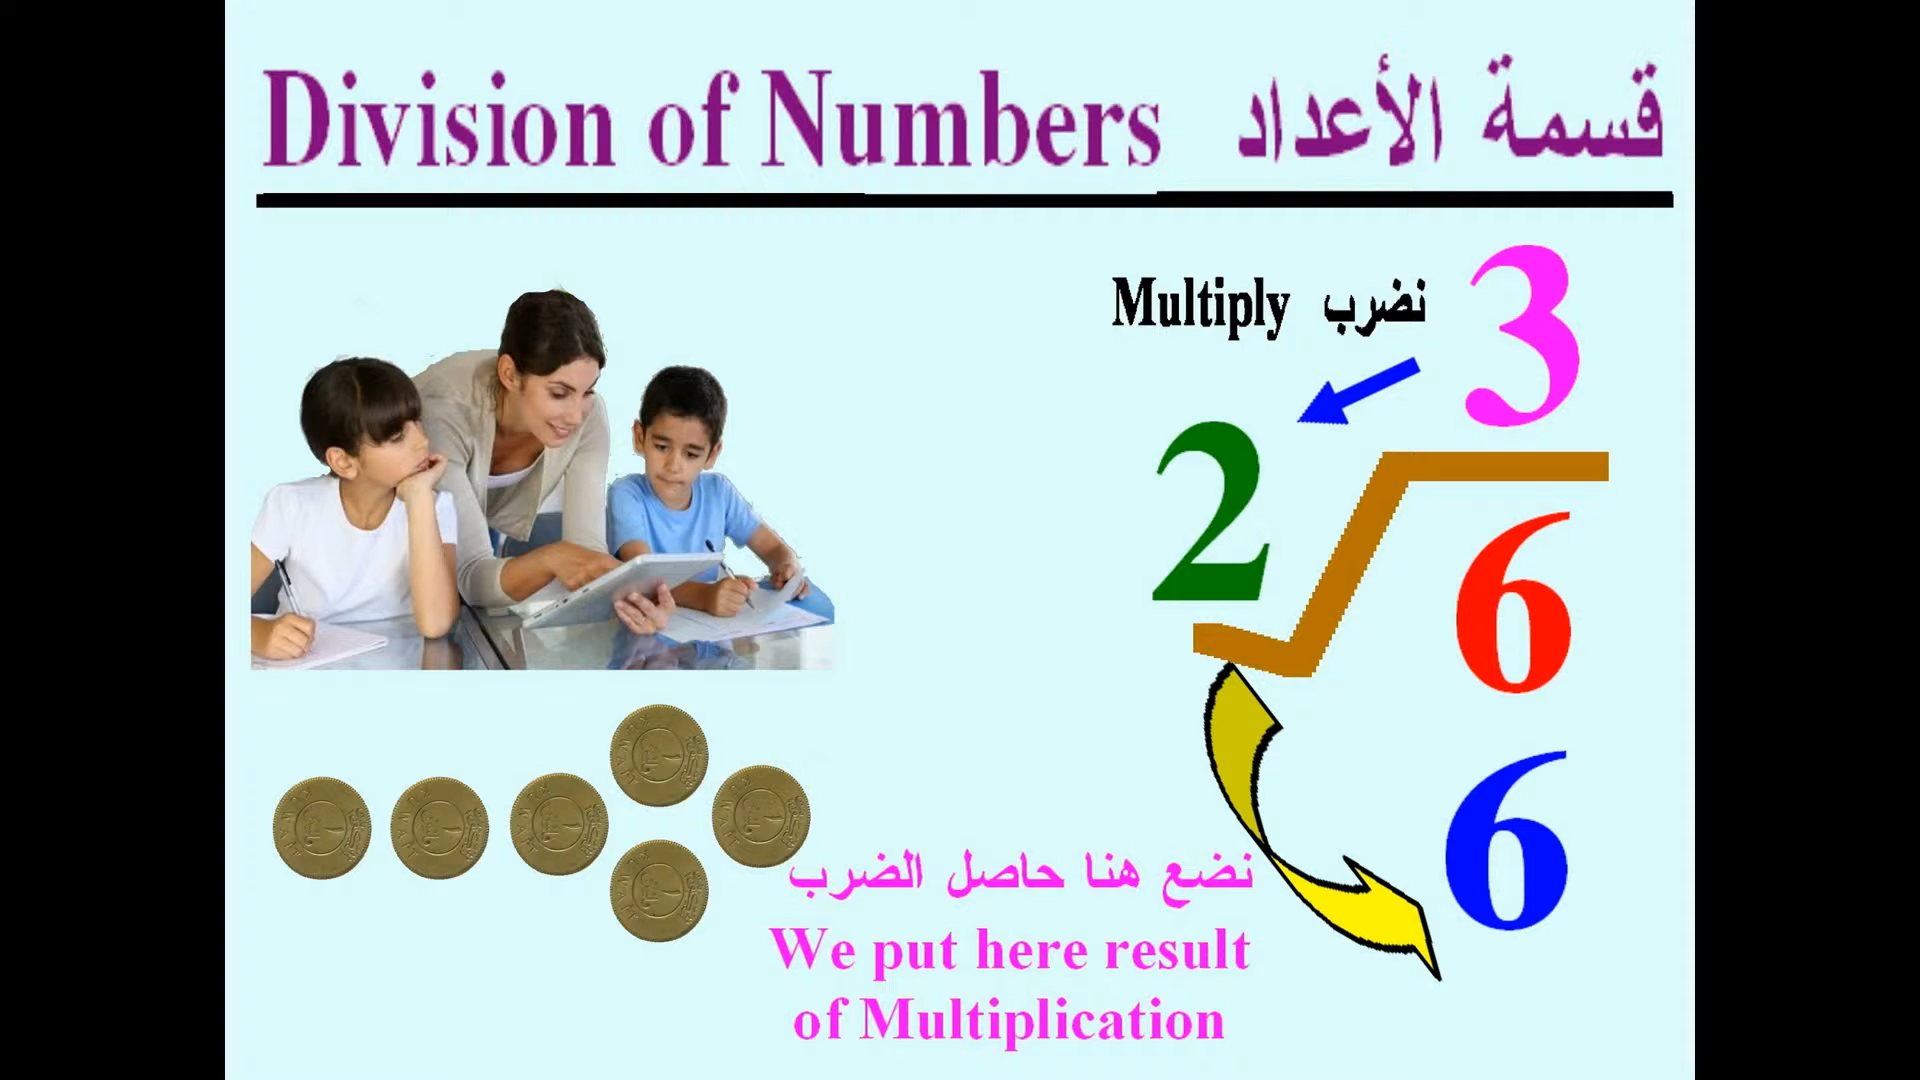 Division of Numbers قسمة الأعداد
Multiply نضرب
3
2
6
6
نضع هنا حاصل الضرب
We put here result
of Multiplication